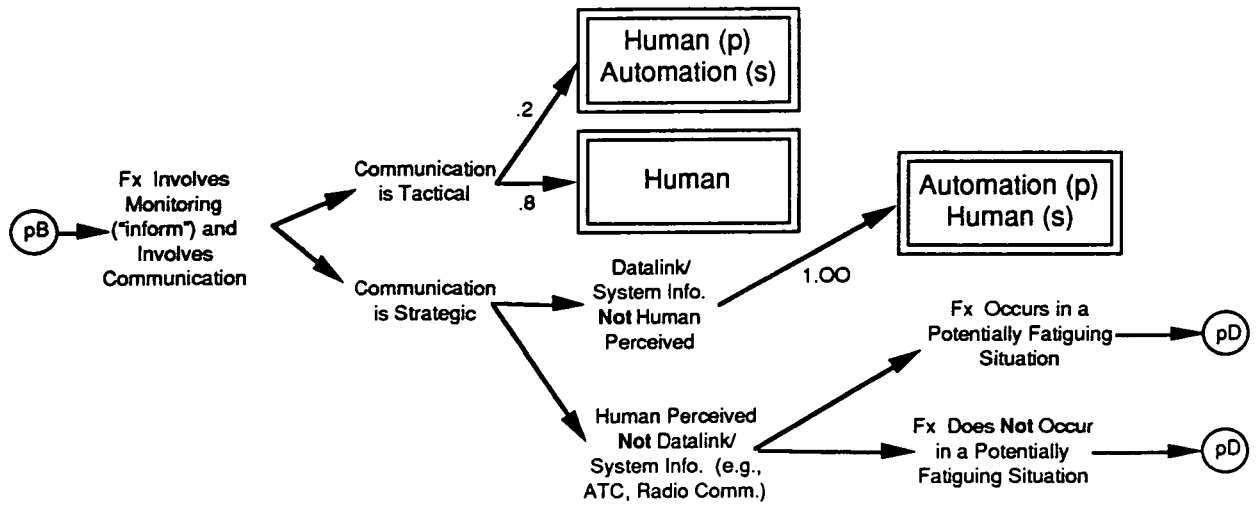 Human (p)
Automation (s)
.2
Communication
is Tactical
.8
Human
Fx Involves
Monitoring
("inform") and
Involves
Communication
pB
Automation (p)
Human (s)
Communication
is Strategic
Datalink/
System Info.
Not Human
Perceived
1.00
Fx Occurs in a
Potentially Fatiguing
Situation
pD
Human Perceived
Not Datalink/
System Info. (e.g.,
ATC, Radio Comm.)
Fx Does Not Occur
in a Potentially
Fatiguing Situation
pD